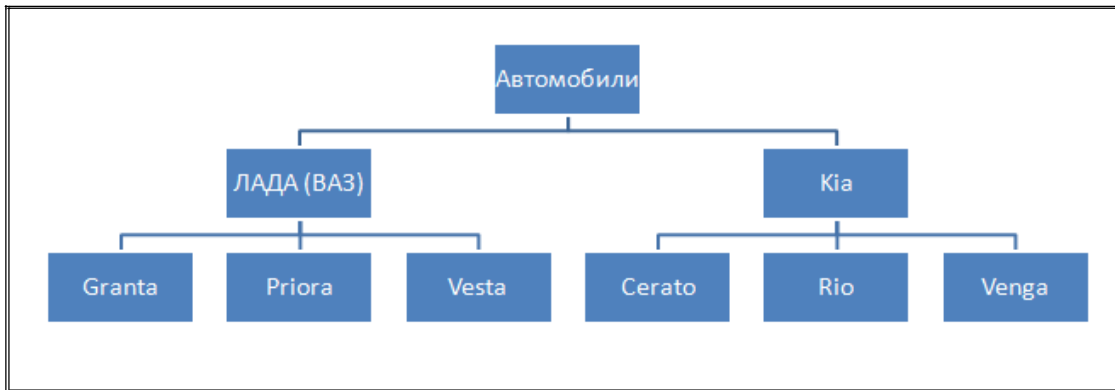 Автомобили
ЛАДА (ВАЗ)
Kia
Granta
Priora
Vesta
Cerato
Rio
Venga